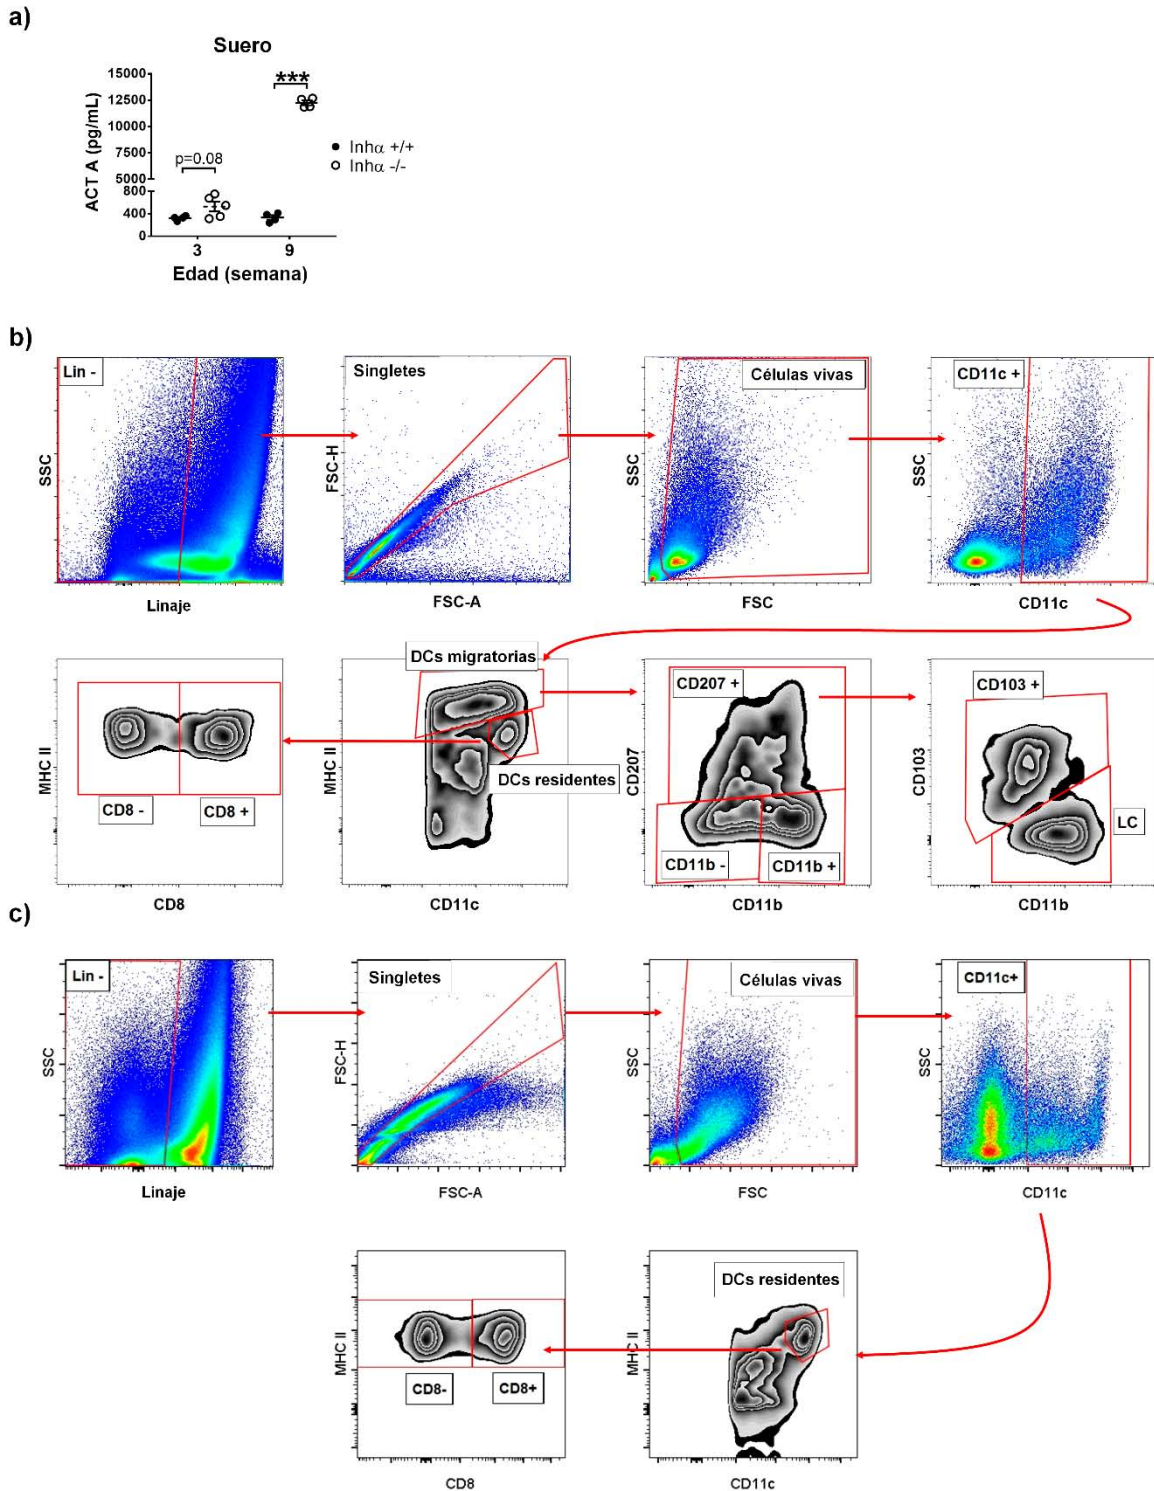 a)
Suero
15000
12500
10000
7500
5000
800
400
0
ACT A (pg/mL)
p=0.08
***
Inhα +/+
Inhα -/-
3
9
Edad (semana)
b)
Lin -
SSC
Linaje
Singletes
FSC-H
FSC-A
Células vivas
SSC
FSC
CD11c +
SSC
CD11c
MHC II
CD8 -
CD8 +
CD8
DCs migratorias
MHC II
DCs residentes
CD11c
CD207 +
CD207
CD11b -
CD11b +
CD11b
CD103 +
CD103
LC
CD11b
c)
Lin -
SSC
Linaje
Singletes
FSC-H
FSC-A
Células vivas
SSC
FSC
CD11c+
SSC
CD11c
MHC II
CD8-
CD8+
CD8
DCs residentes
MHC II
CD11c